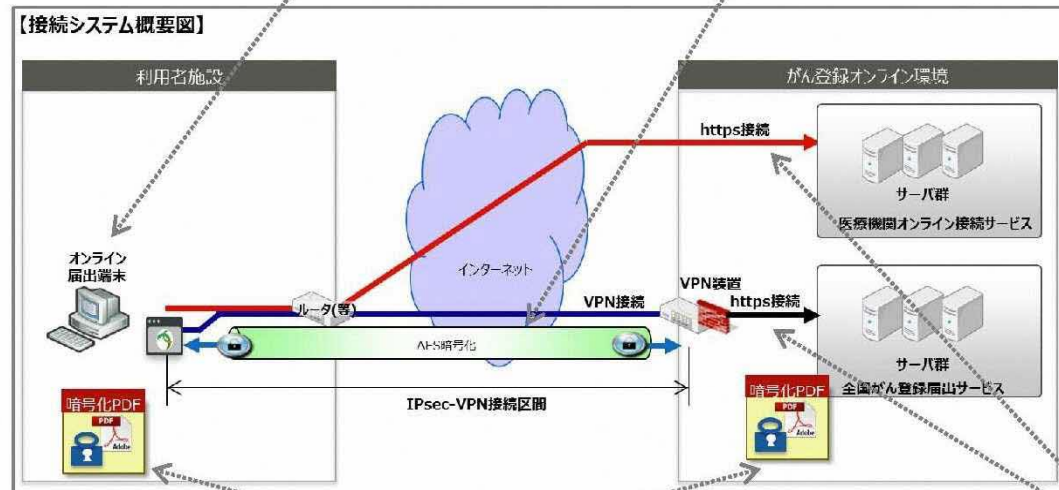 【接続システム概要図】
利用者施設
がん登録オンライン環境
https接続
サーバ群
医療機関オンライン接続サービス
オンライン
届出端末
インターネット
ルータ(等)
VPN接続
VPN装置
https接続
AES暗号化
サーバ群
全国がん登録届出サービス
IPsec-VPN接続区間
暗号化PDF
PDF
Adobe
暗号化PDF
PDF
Adobe